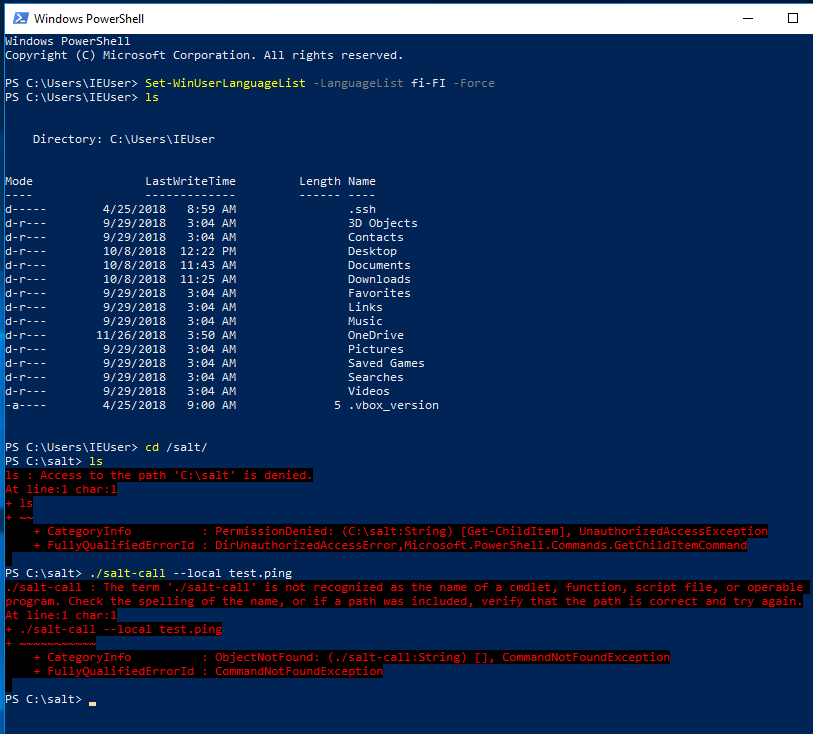 Windows PowerShell
Windows PowerShell
Copyright (C) Microsoft Corporation. All rights reserved.
PS C:\Users\IEUser> Set-WinUserLanguageList -LanguageList fi-FI -Force
PS C:\Users\IEUser> ls
Directory: C:\Users\IEUser
Mode LastWriteTime Length Name
---- ------------- ------ ----
d----- 4/25/2018 8:59 AM .ssh
d-r--- 9/29/2018 3:04 AM 3D Objects
d-r--- 9/29/2018 3:04 AM Contacts
d-r--- 10/8/2018 12:22 PM Desktop
d-r--- 10/8/2018 11:43 AM Documents
d-r--- 10/8/2018 11:25 AM Downloads
d-r--- 9/29/2018 3:04 AM Favorites
d-r--- 9/29/2018 3:04 AM Links
d-r--- 9/29/2018 3:04 AM Music
d-r--- 11/26/2018 3:50 AM OneDrive
d-r--- 9/29/2018 3:04 AM Pictures
d-r--- 9/29/2018 3:04 AM Saved Games
d-r--- 9/29/2018 3:04 AM Searches
d-r--- 9/29/2018 3:04 AM Videos
-a---- 4/25/2018 9:00 AM 5 .vbox_version
PS C:\Users\IEUser> cd /salt/
PS C:\salt> ls
ls : Access to the path 'C:\salt' is denied.
At line:1 char:1
+ ls
+ ~~
+ CategoryInfo : PermissionDenied: (C:\salt:String) [Get-ChildItem], UnauthorizedAccessException
+ FullyQualifiedErrorId : DirUnauthorizedAccessError,Microsoft.PowerShell.Commands.GetChildItemCommand
PS C:\salt> ./salt-call --local test.ping
./salt-call : The term './salt-call' is not recognized as the name of a cmdlet, function, script file, or operable
program. Check the spelling of the name, or if a path was included, verify that the path is correct and try again.
At line:1 char:1
+ ./salt-call --local test.ping
+ ~~~~~~~~~~~
+ CategoryInfo : ObjectNotFound: (./salt-call:String) [], CommandNotFoundException
+ FullyQualifiedErrorId : CommandNotFoundException
PS C:\salt>